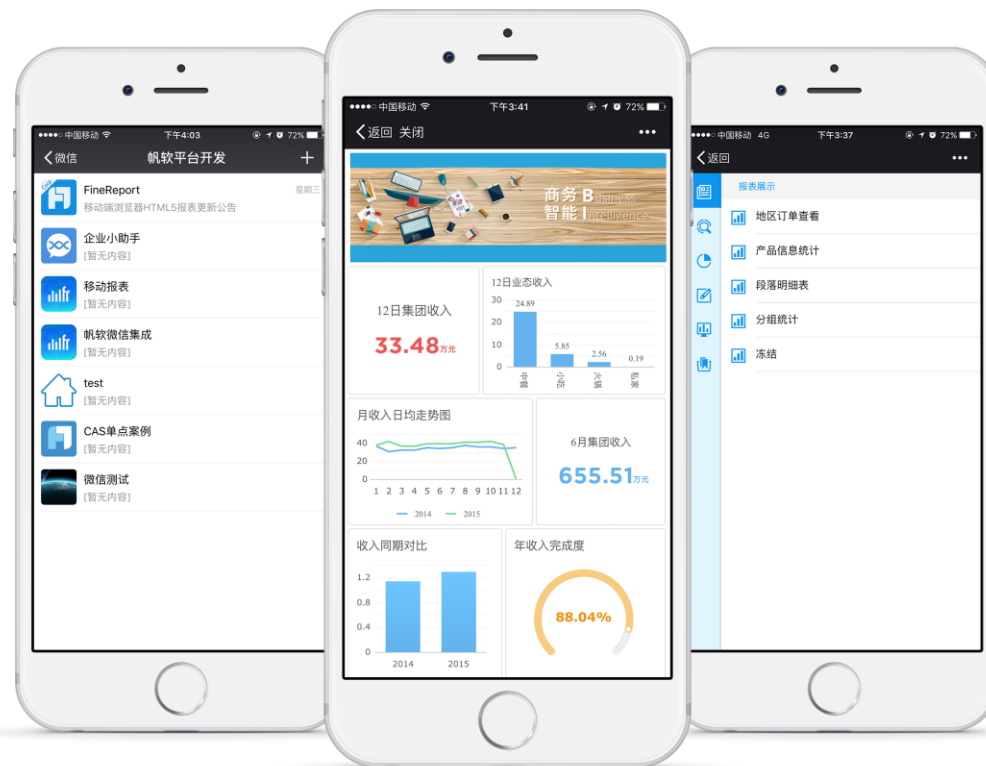 中国移动 下午4:03 72%
微信 帆软平台开发 +
FineReport 星期三
移动端浏览器HTML5报表更新公告
企业小助手
[暂无内容]
移动报表
[暂无内容]
帆软微信集成
[暂无内容]
test
[暂无内容]
CAS单点案例
[暂无内容]
微信测试
[暂无内容]
中国移动 下午3:41 72%
返回 关闭
商务 Business
智能 Intelligence
12日集团收入
33.48万元
12日业态收入
30
20
10
0
24.89
5.85
2.56
0.19
中餐
小吃
火锅
私家
月收入日均走势图
40
20
0
1 2 3 4 5 6 7 8 9 10 11 12
2014 2015
6月集团收入
655.51万元
收入同期对比
1.2
0.8
0.4
0
2014 2015
年收入完成度
88.04%
中国移动 4G 下午3:37 72%
返回
报表展示
地区订单查看
产品信息统计
段落明细表
分组统计
冻结